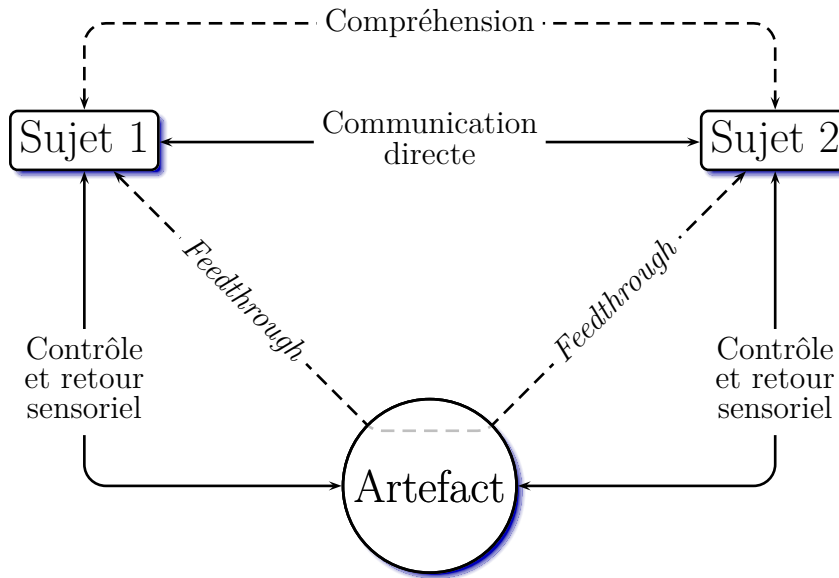 Compréhension
Sujet 1
Communication
directe
Sujet 2
Feedthrough
Feedthrough
Contrôle
et retour
sensoriel
Contrôle
et retour
sensoriel
Artefact